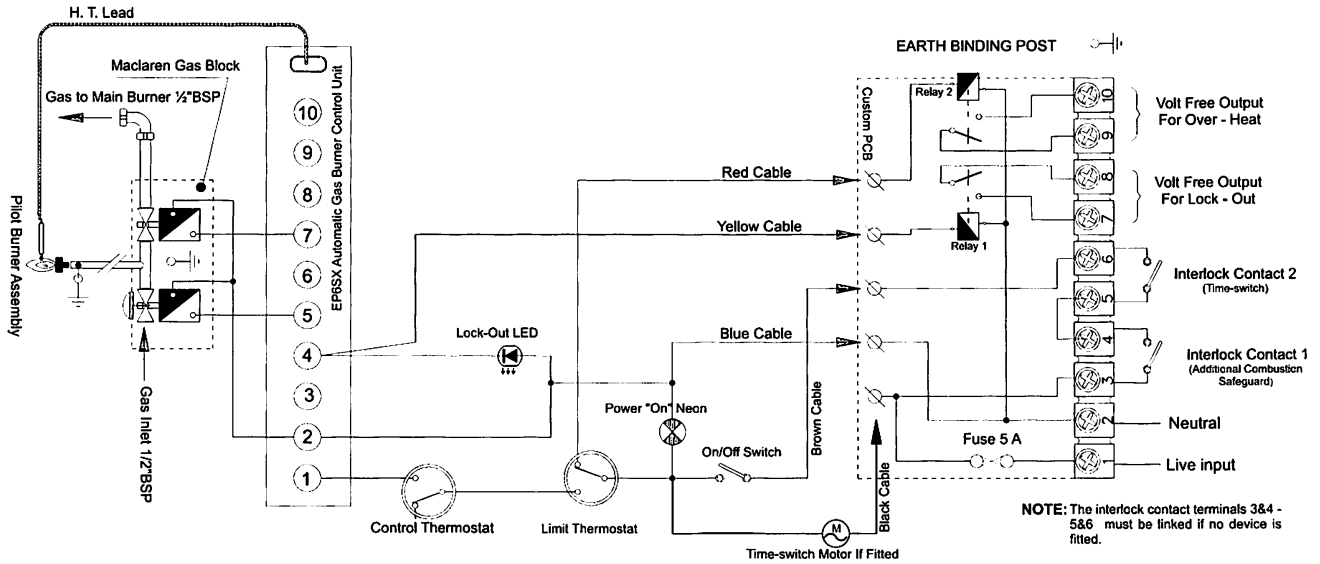 H. T. Lead
Maclaren Gas Block
Gas to Main Burner ½"BSP
Pilot Burner Assembly
Gas Inlet 1/2"BSP
EP6SX Automatic Gas Burner Control Unit
10
9
8
7
6
5
4
3
2
1
Lock-Out LED
Power "On" Neon
On/Off Switch
Control Thermostat
Limit Thermostat
M
Time-switch Motor If Fitted
Red Cable
Yellow Cable
Blue Cable
Brown Cable
Black Cable
EARTH BINDING POST
Custom PCB
Relay 2
Relay 1
Fuse 5 A
10
9
8
7
6
5
4
3
2
1
Volt Free Output
For Over - Heat
Volt Free Output
For Lock - Out
Interlock Contact 2
(Time-switch)
Interlock Contact 1
(Additional Combustion
Safeguard)
Neutral
Live input
NOTE: The interlock contact terminals 3&4 -
5&6 must be linked if no device is
fitted.